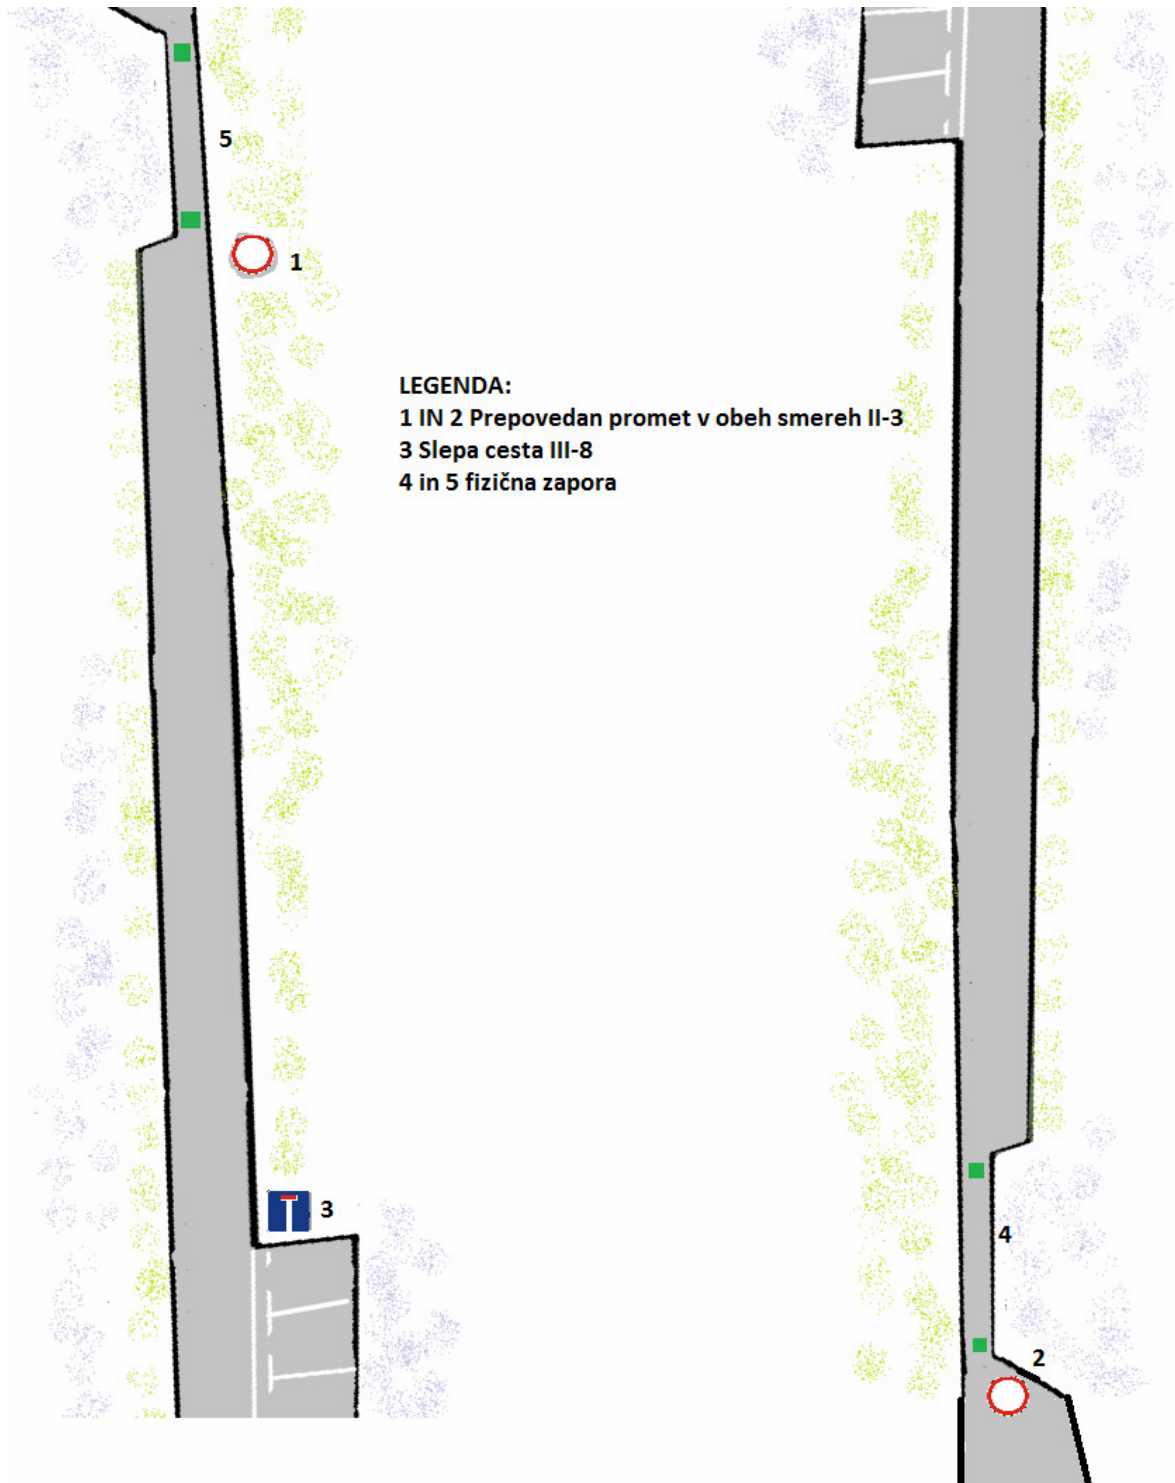 5
1
LEGENDA:
1 IN 2 Prepovedan promet v obeh smereh II-3
3 Slepa cesta III-8
4 in 5 fizična zapora
3
4
2